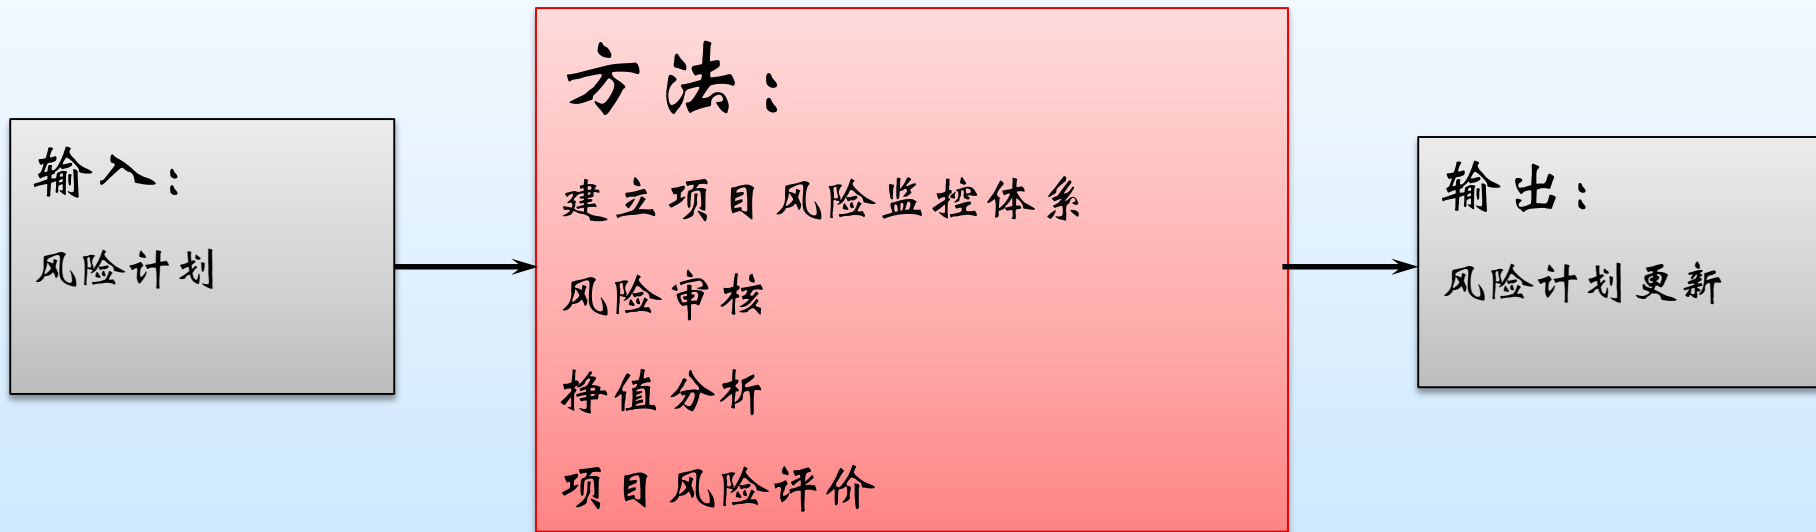 输入：
风险计划
方法：
建立项目风险监控体系
风险审核
挣值分析
项目风险评价
输出：
风险计划更新